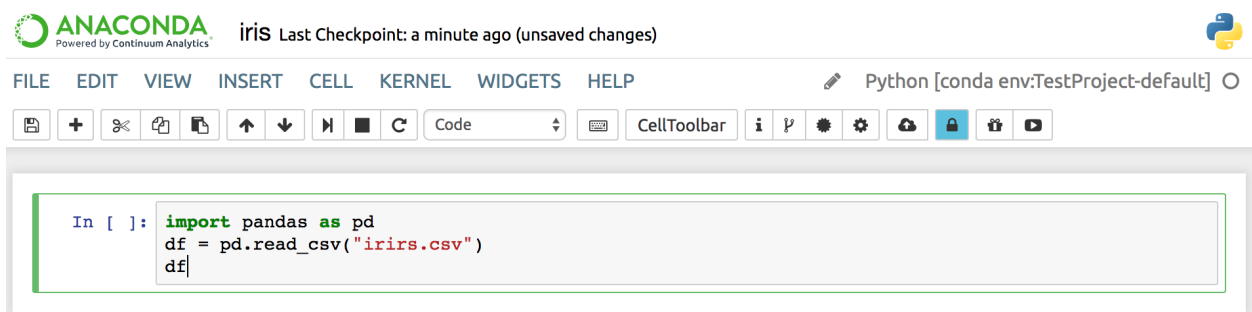 ANACONDA
Powered by Continuum Analytics
iris Last Checkpoint: a minute ago (unsaved changes)
FILE EDIT VIEW INSERT CELL KERNEL WIDGETS HELP Python [conda env:TestProject-default]
Code CellToolbar
In [ ]: import pandas as pd
df = pd.read_csv("irirs.csv")
df